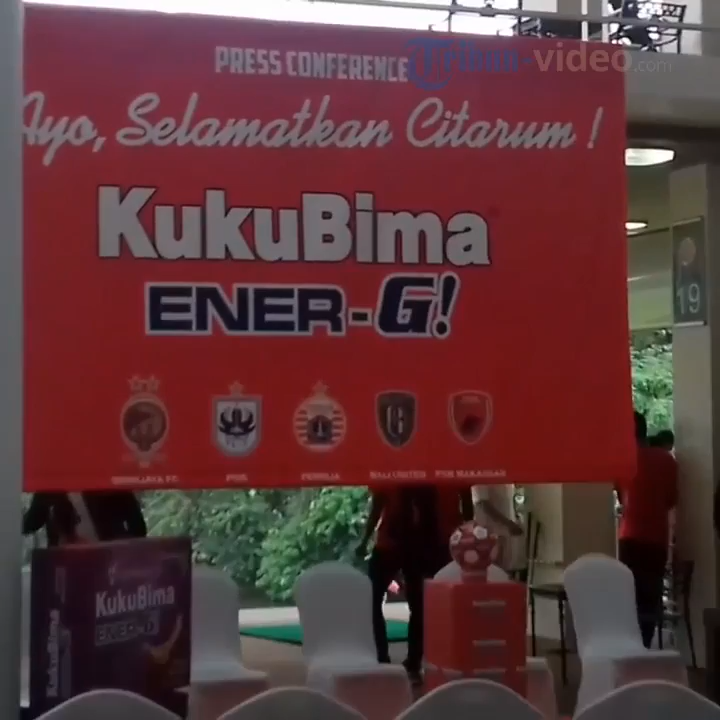 PRESS CONFERENCE
Tribun-video.com
Ayo, Selamatkan Citarum !
KukuBima
ENER-G!
SRIWIJAYA F.C.
PSIS
PERSIJA
BALI UNITED
PSM MAKASSAR
19
KukuBima
ENER-G!
KukuBima